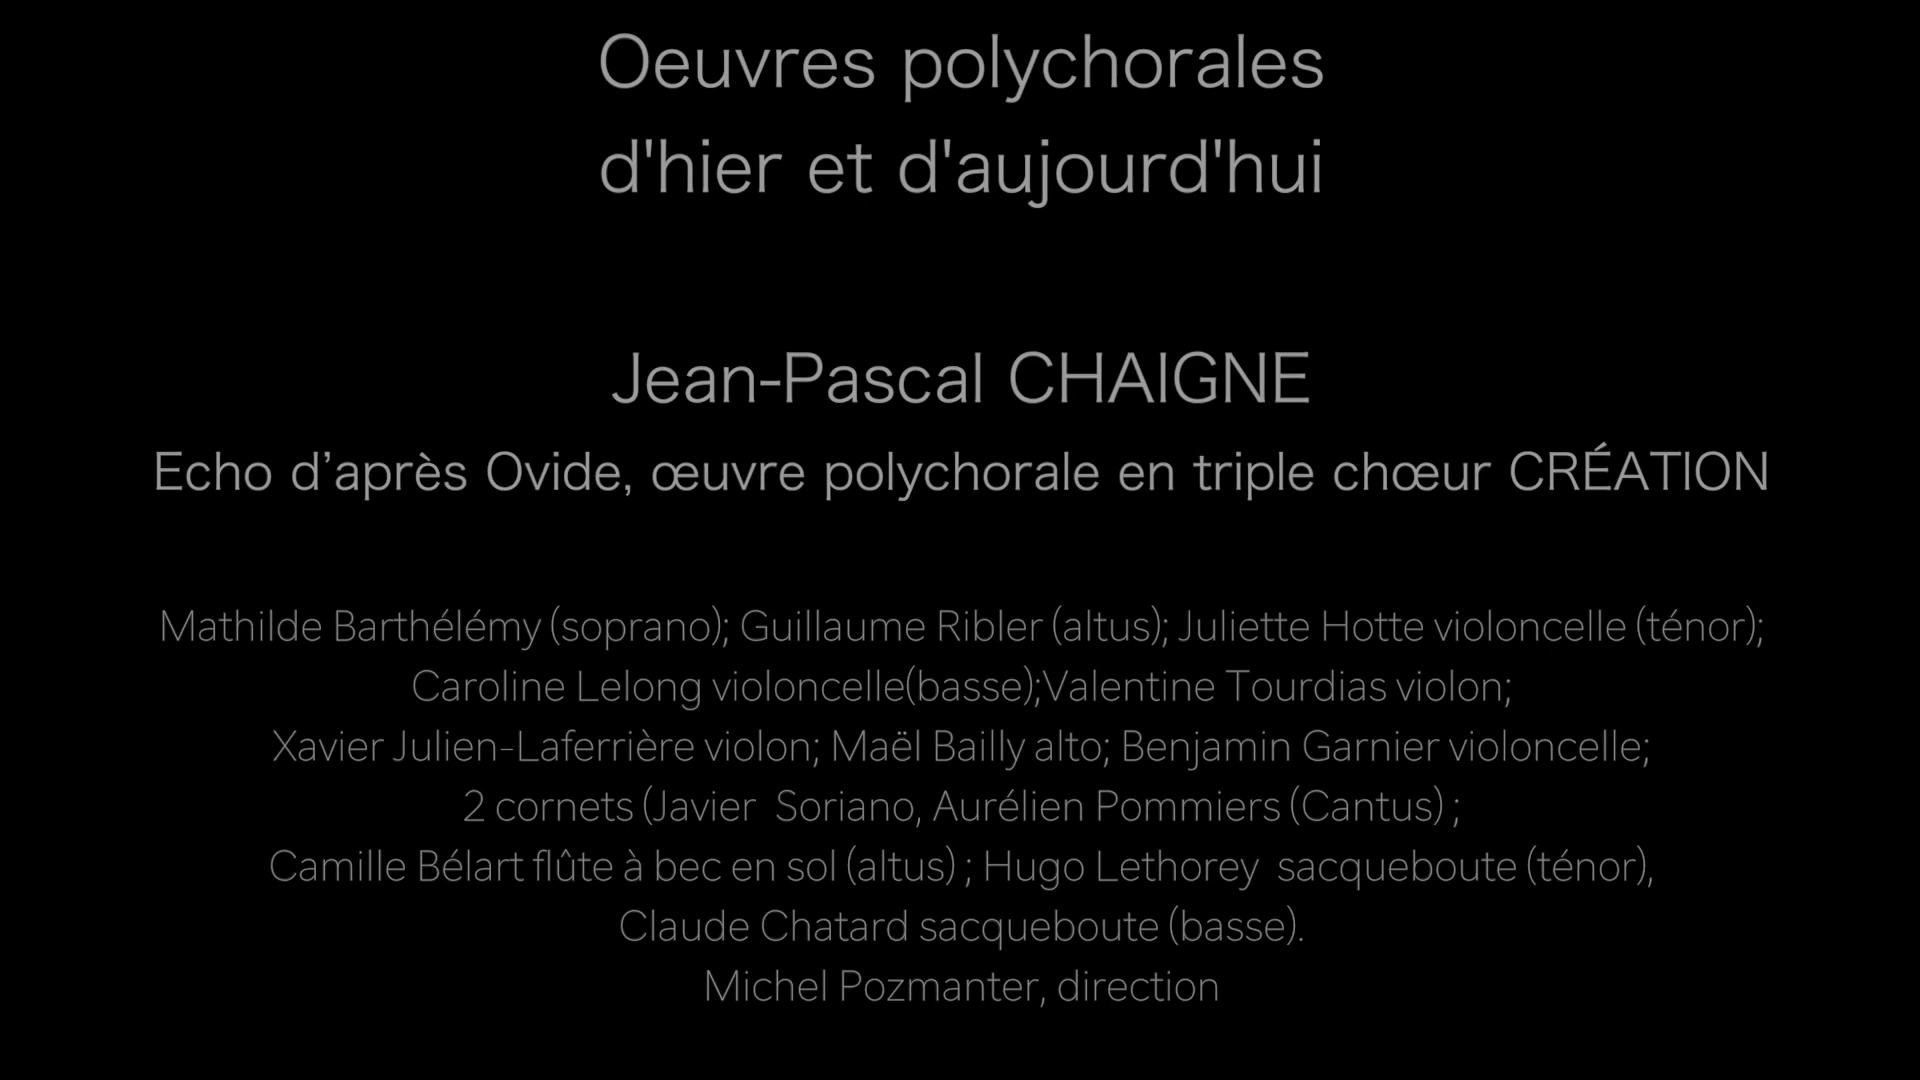 Oeuvres polychorales
d'hier et d'aujourd'hui
Jean-Pascal CHAIGNE
Echo d’après Ovide, œuvre polychorale en triple chœur CRÉATION
Mathilde Barthélémy (soprano); Guillaume Ribler (altus); Juliette Hotte violoncelle (ténor);
Caroline Lelong violoncelle(basse);Valentine Tourdias violon;
Xavier Julien-Laferrière violon; Maël Bailly alto; Benjamin Garnier violoncelle;
2 cornets (Javier  Soriano, Aurélien Pommiers (Cantus) ;
Camille Bélart flûte à bec en sol (altus) ; Hugo Lethorey  sacqueboute (ténor),
Claude Chatard sacqueboute (basse).
Michel Pozmanter, direction